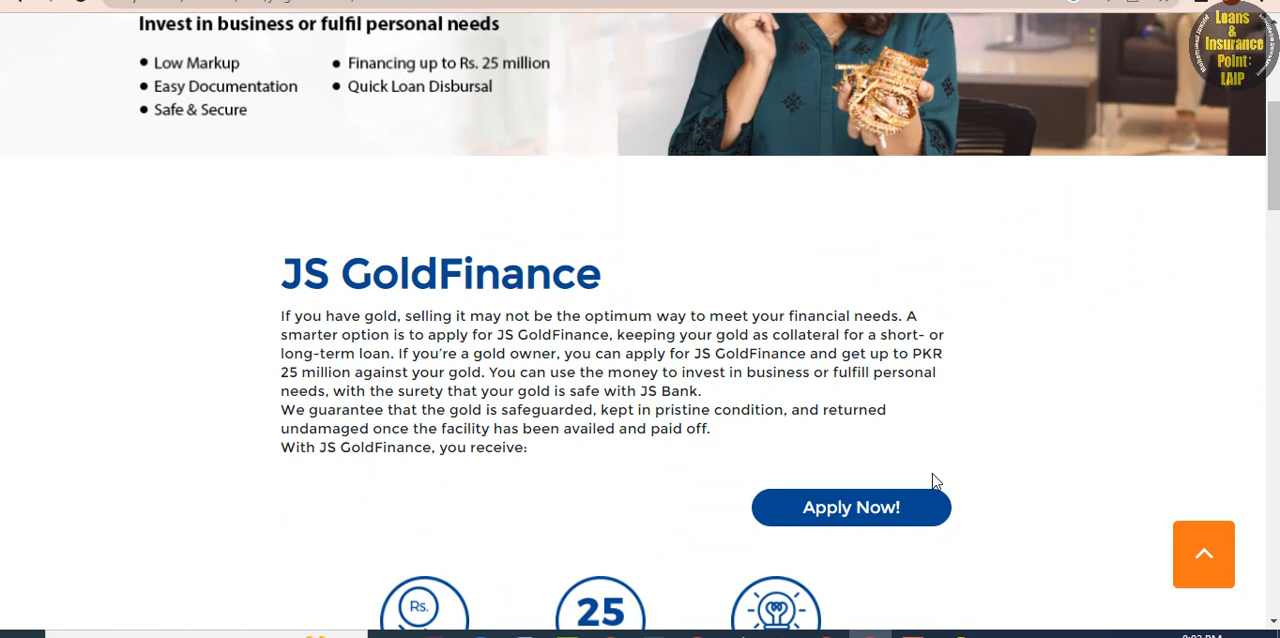 Invest in business or fulfil personal needs
• Low Markup
• Financing up to Rs. 25 million
• Easy Documentation
• Quick Loan Disbursal
• Safe & Secure
Loans
&
Insurance
Point:
LAIP
JS GoldFinance
If you have gold, selling it may not be the optimum way to meet your financial needs. A
smarter option is to apply for JS GoldFinance, keeping your gold as collateral for a short- or
long-term loan. If you’re a gold owner, you can apply for JS GoldFinance and get up to PKR
25 million against your gold. You can use the money to invest in business or fulfill personal
needs, with the surety that your gold is safe with JS Bank.
We guarantee that the gold is safeguarded, kept in pristine condition, and returned
undamaged once the facility has been availed and paid off.
With JS GoldFinance, you receive:
Apply Now!
Rs.
25